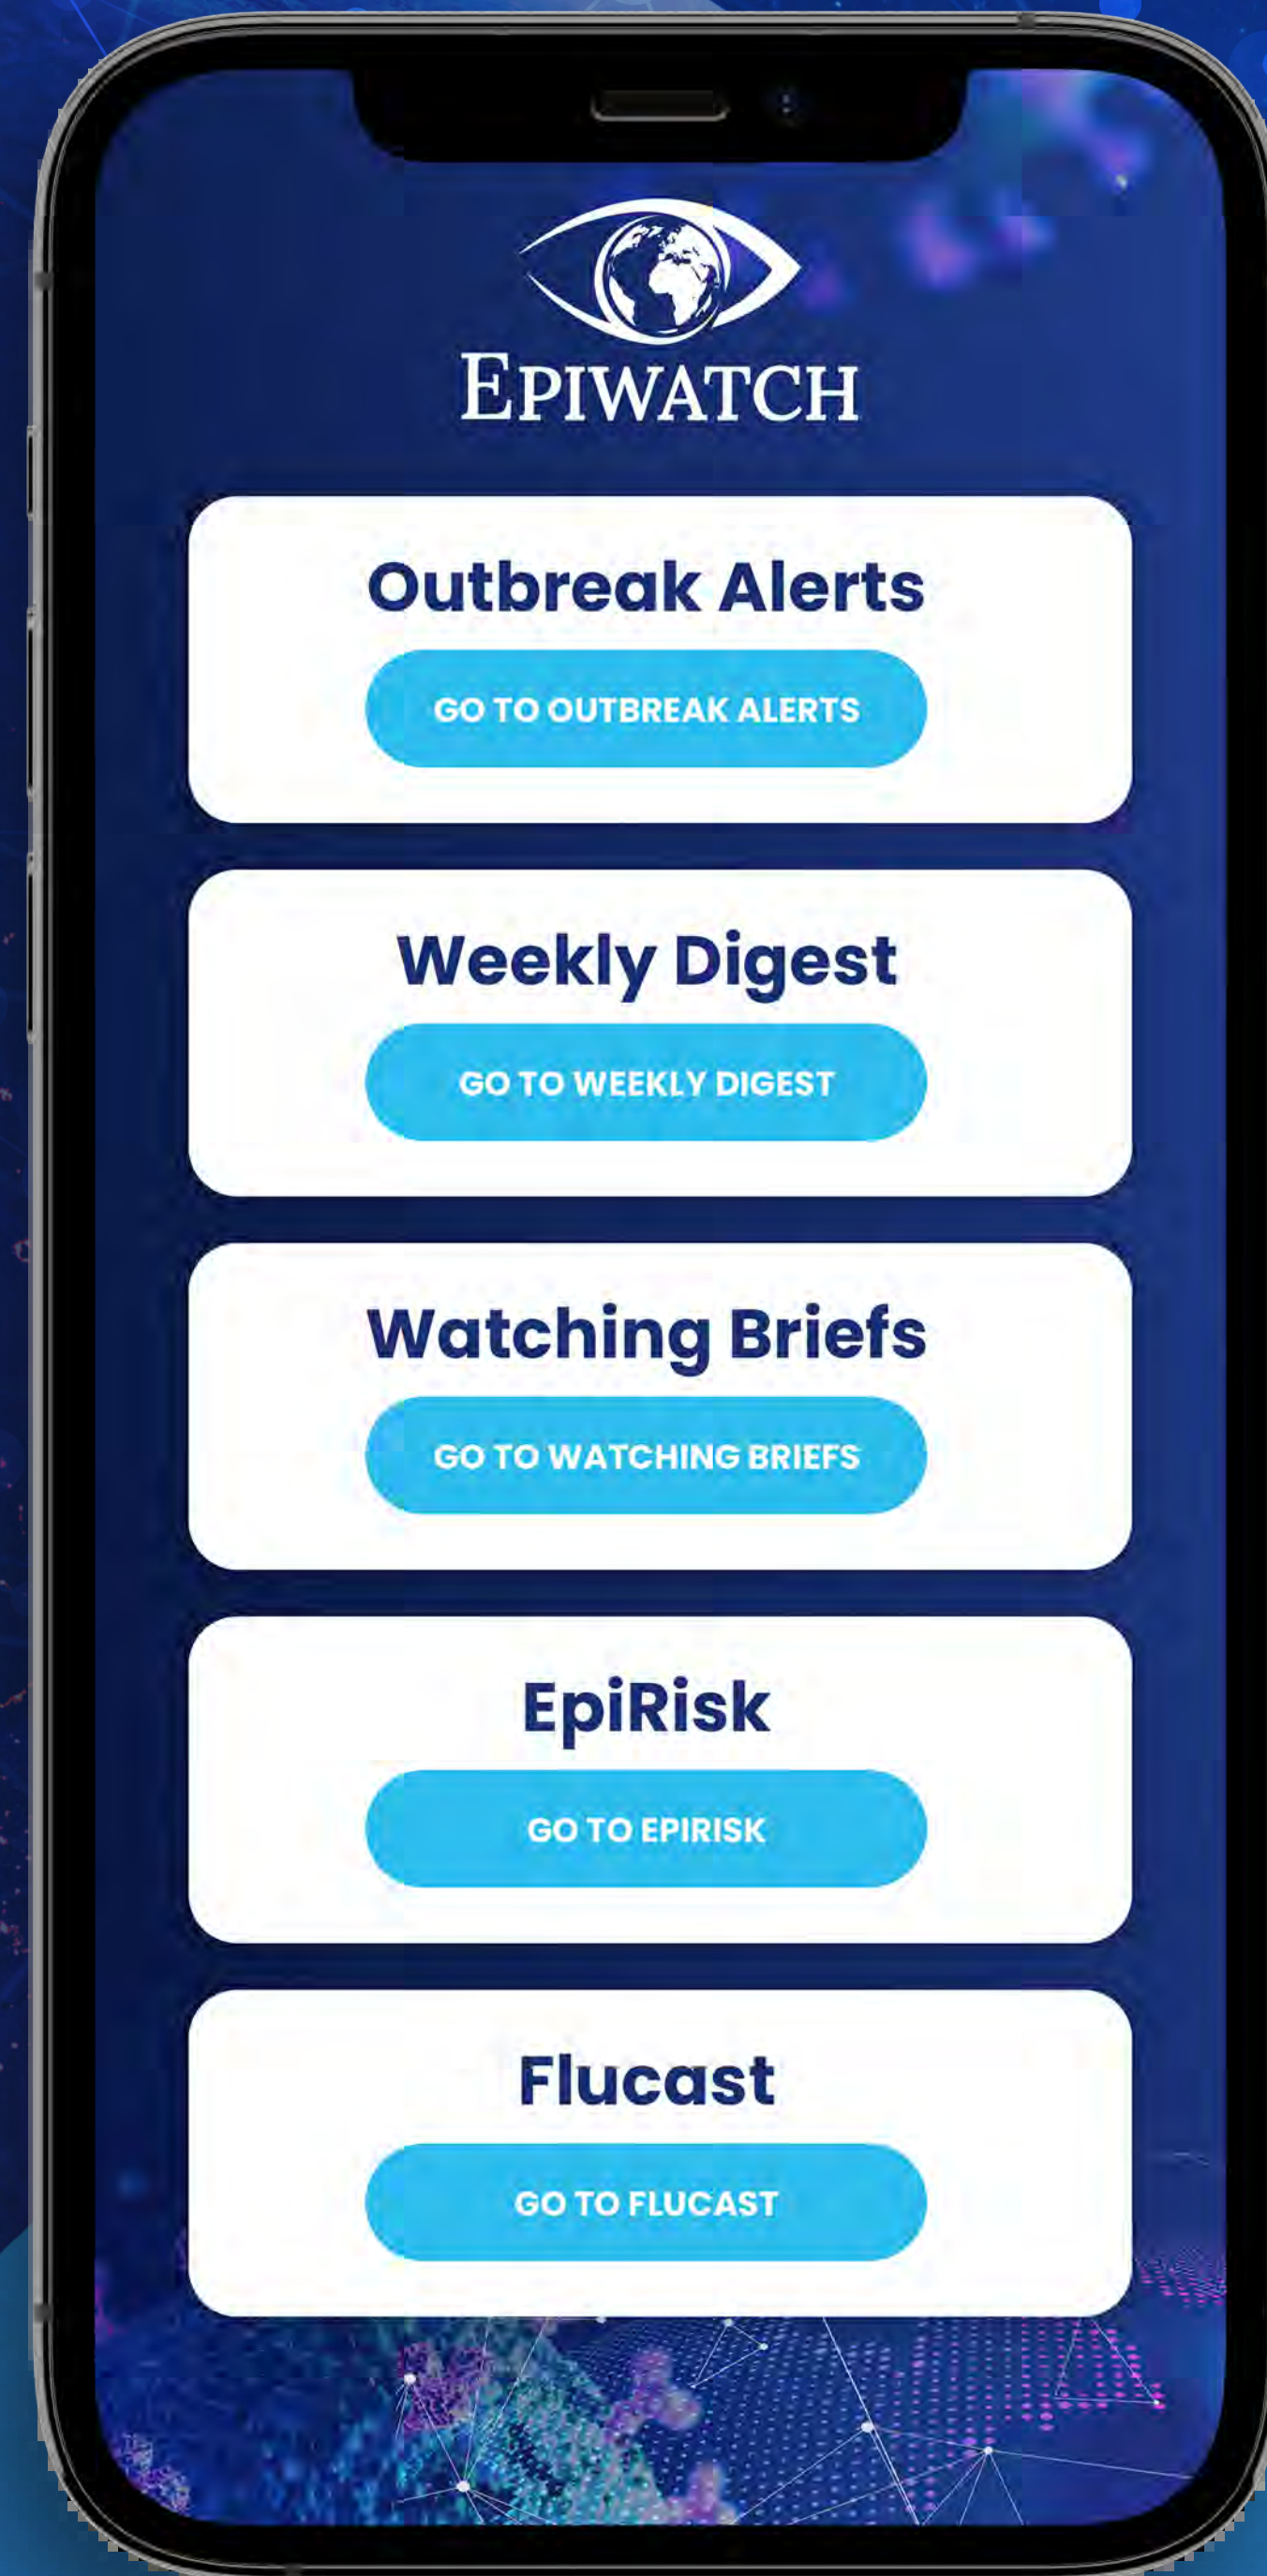 EPIWATCH
Outbreak Alerts
GO TO OUTBREAK ALERTS
Weekly Digest
GO TO WEEKLY DIGEST
Watching Briefs
GO TO WATCHING BRIEFS
EpiRisk
GO TO EPIRISK
Flucast
GO TO FLUCAST